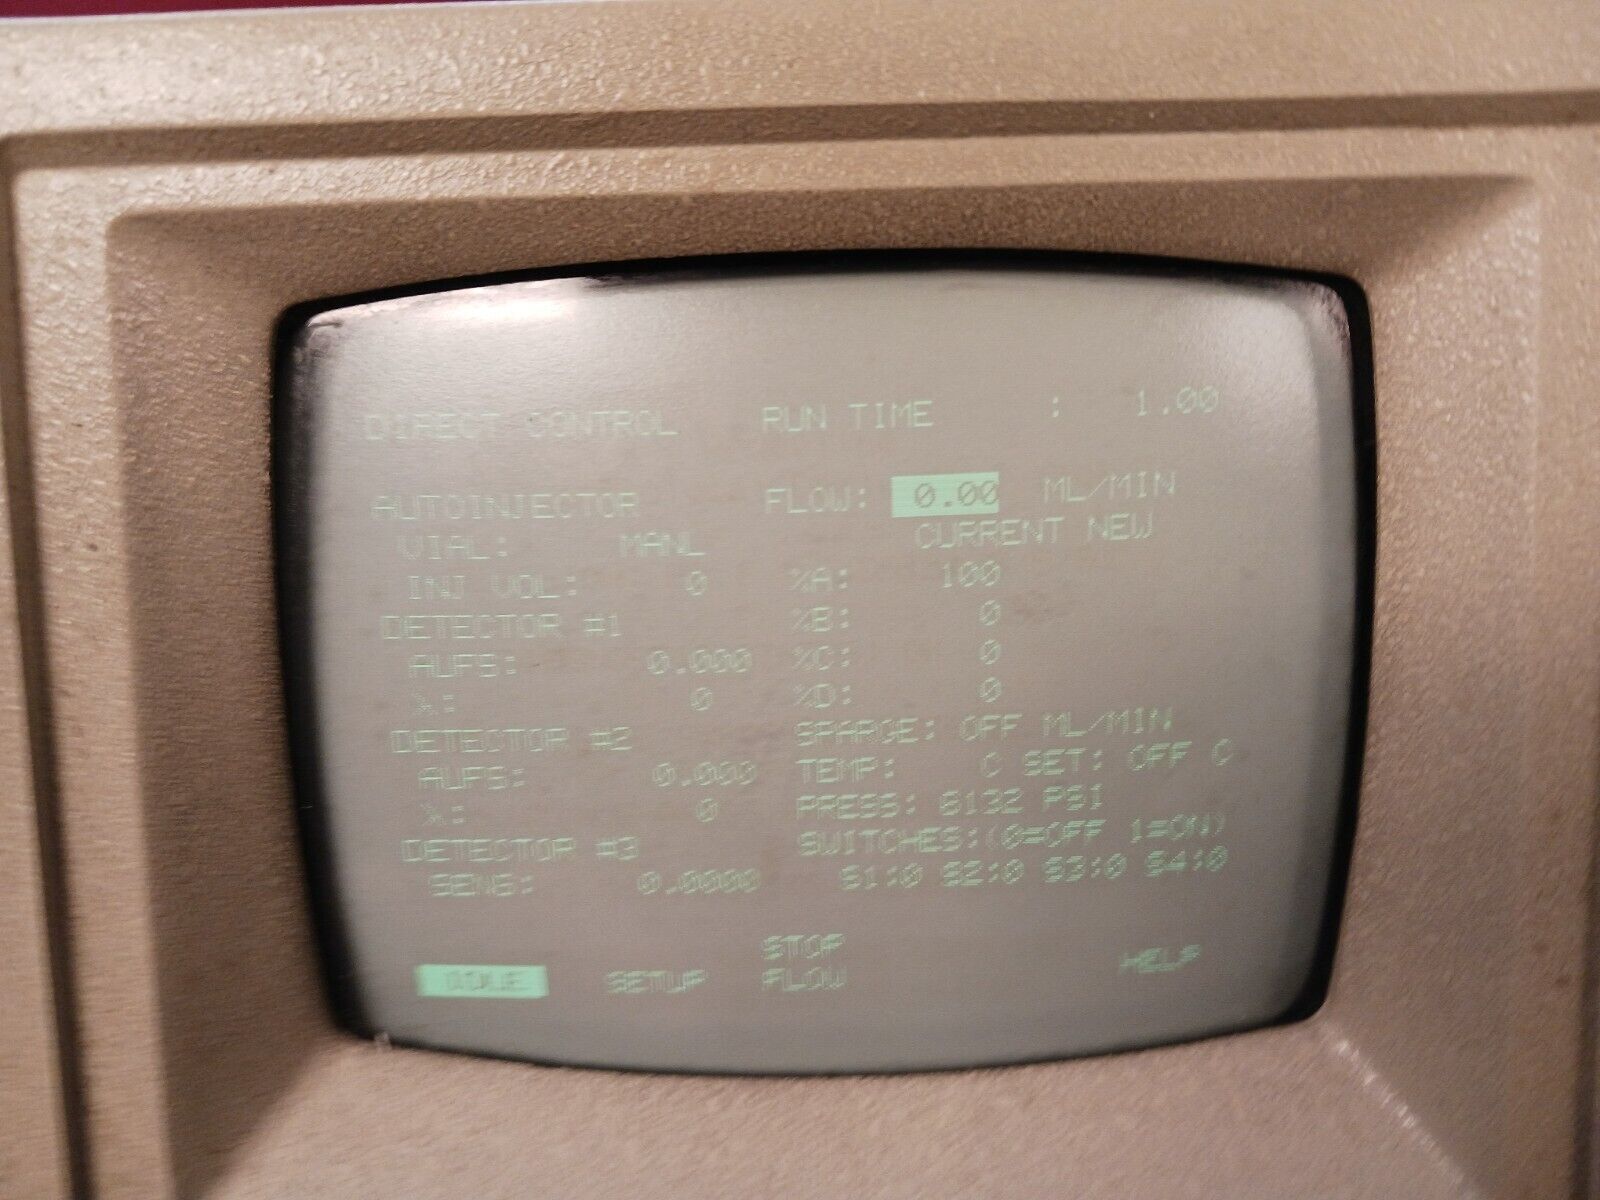 DIRECT CONTROL RUN TIME : 1.00
AUTOINJECTOR FLOW: 0.00 ML/MIN
VIAL: MANL CURRENT NEW
INJ VOL: 0 %A: 100
DETECTOR #1 %B: 0
AUFS: 0.000 %C: 0
%: 0 %D: 0
DETECTOR #2 SPARGE: OFF ML/MIN
AUFS: 0.000 TEMP: C SET: OFF C
%: 0 PRESS: 6132 PSI
DETECTOR #3 SWITCHES:(0=OFF 1=ON)
SENS: 0.0000 S1:0 S2:0 S3:0 S4:0
STOP
IDLE SETUP FLOW HELP